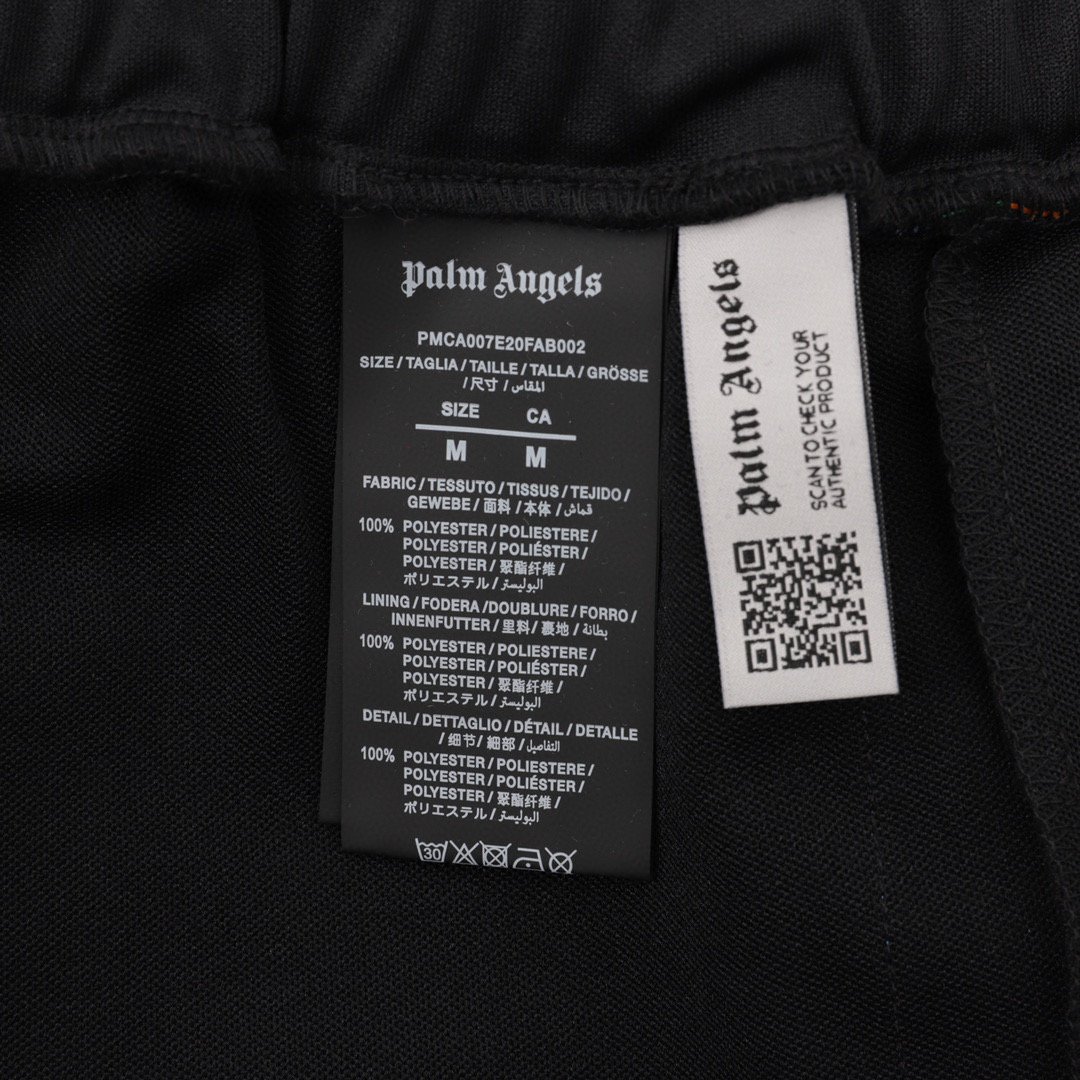 Palm Angels
PMCA007E20FAB002
SIZE / TAGLIA / TAILLE / TALLA / GRÖSSE
/ 尺寸 / المقاس
SIZE CA
M M
FABRIC / TESSUTO / TISSUS / TEJIDO /
GEWEBE / 面料 / 本体 / قماش
100% POLYESTER / POLIESTERE /
POLYESTER / POLIÉSTER /
POLYESTER / 聚酯纤维 /
ポリエステル / البوليستر
LINING / FODERA / DOUBLURE / FORRO /
INNENFUTTER / 里料 / 裏地 / بطانة
100% POLYESTER / POLIESTERE /
POLYESTER / POLIÉSTER /
POLYESTER / 聚酯纤维 /
ポリエステル / البوليستر
DETAIL / DETTAGLIO / DÉTAIL / DETALLE
/ 细节 / 細部 / التفاصيل
100% POLYESTER / POLIESTERE /
POLYESTER / POLIÉSTER /
POLYESTER / 聚酯纤维 /
ポリエステル / البوليستر
30
Palm Angels
SCAN TO CHECK YOUR
AUTHENTIC PRODUCT